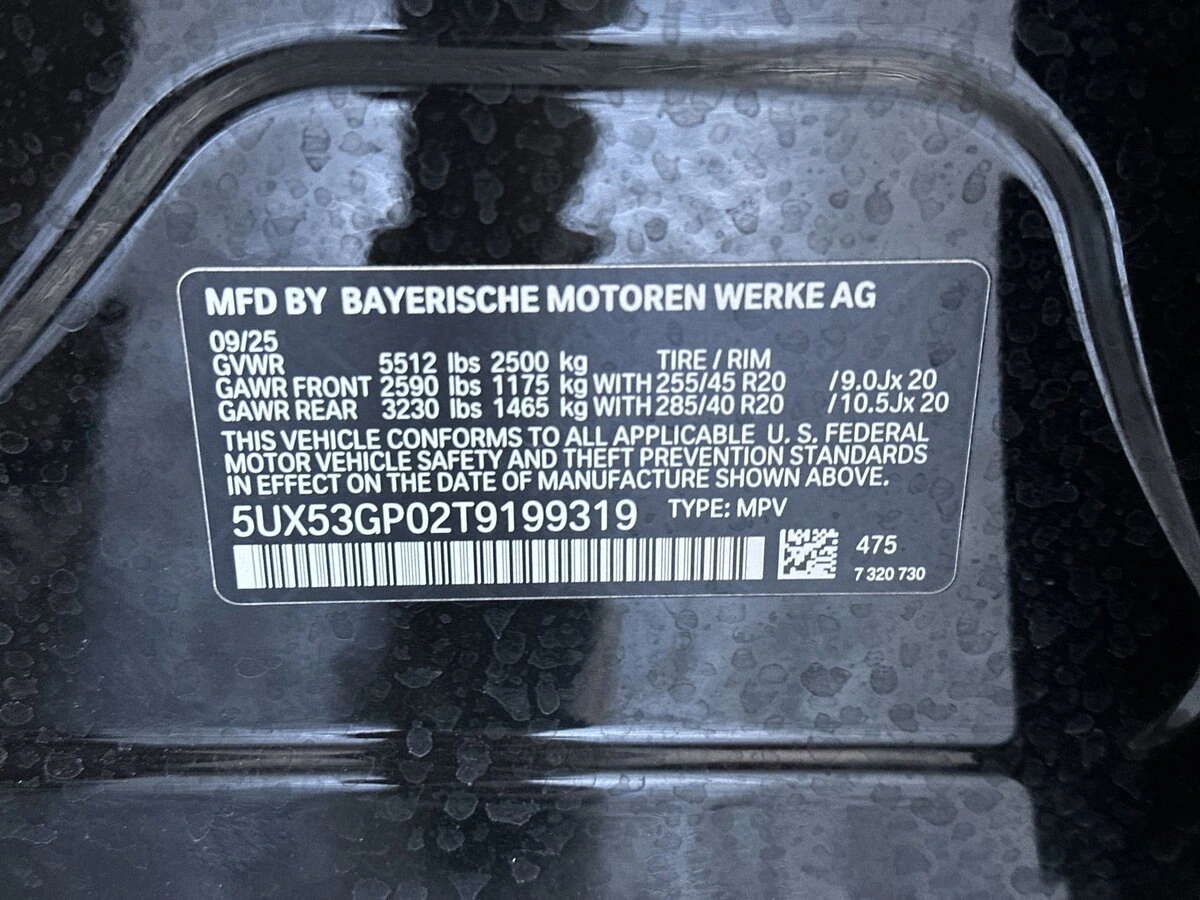 MFD BY BAYERISCHE MOTOREN WERKE AG
09/25
GVWR 5512 lbs 2500 kg TIRE / RIM
GAWR FRONT 2590 lbs 1175 kg WITH 255/45 R20 /9.0Jx 20
GAWR REAR 3230 lbs 1465 kg WITH 285/40 R20 /10.5Jx 20
THIS VEHICLE CONFORMS TO ALL APPLICABLE U. S. FEDERAL
MOTOR VEHICLE SAFETY AND THEFT PREVENTION STANDARDS
IN EFFECT ON THE DATE OF MANUFACTURE SHOWN ABOVE.
5UX53GP02T9199319 TYPE: MPV
475
7 320 730